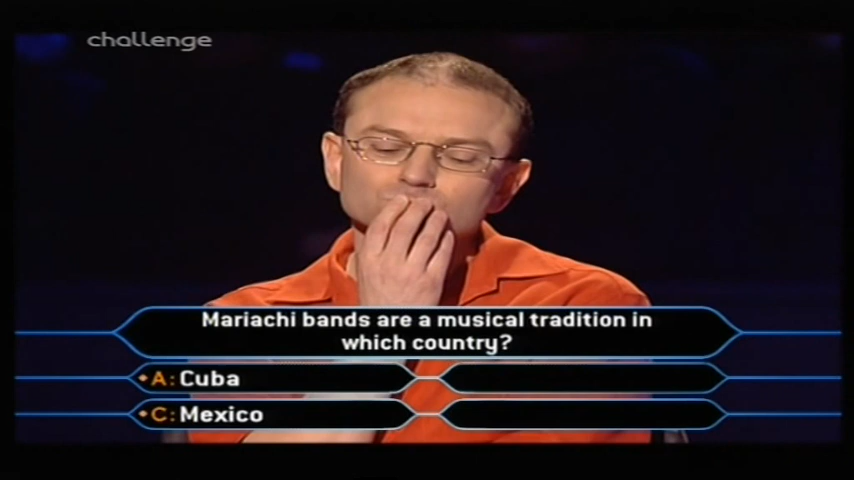 challenge
Mariachi bands are a musical tradition in
which country?
A: Cuba
C: Mexico